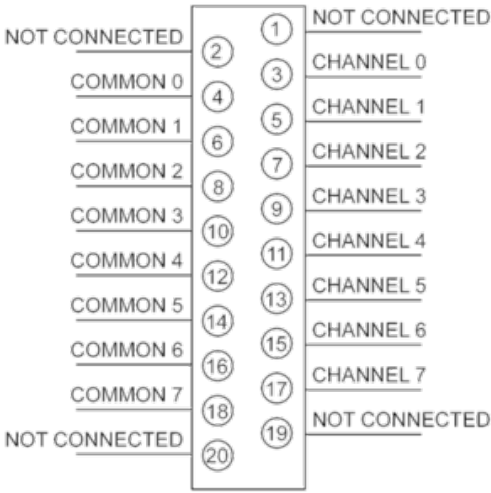 NOT CONNECTED
1
NOT CONNECTED
2
CHANNEL 0
3
COMMON 0
4
CHANNEL 1
5
COMMON 1
6
CHANNEL 2
7
COMMON 2
8
CHANNEL 3
9
COMMON 3
10
CHANNEL 4
11
COMMON 4
12
CHANNEL 5
13
COMMON 5
14
CHANNEL 6
15
COMMON 6
16
CHANNEL 7
17
COMMON 7
18
NOT CONNECTED
19
NOT CONNECTED
20